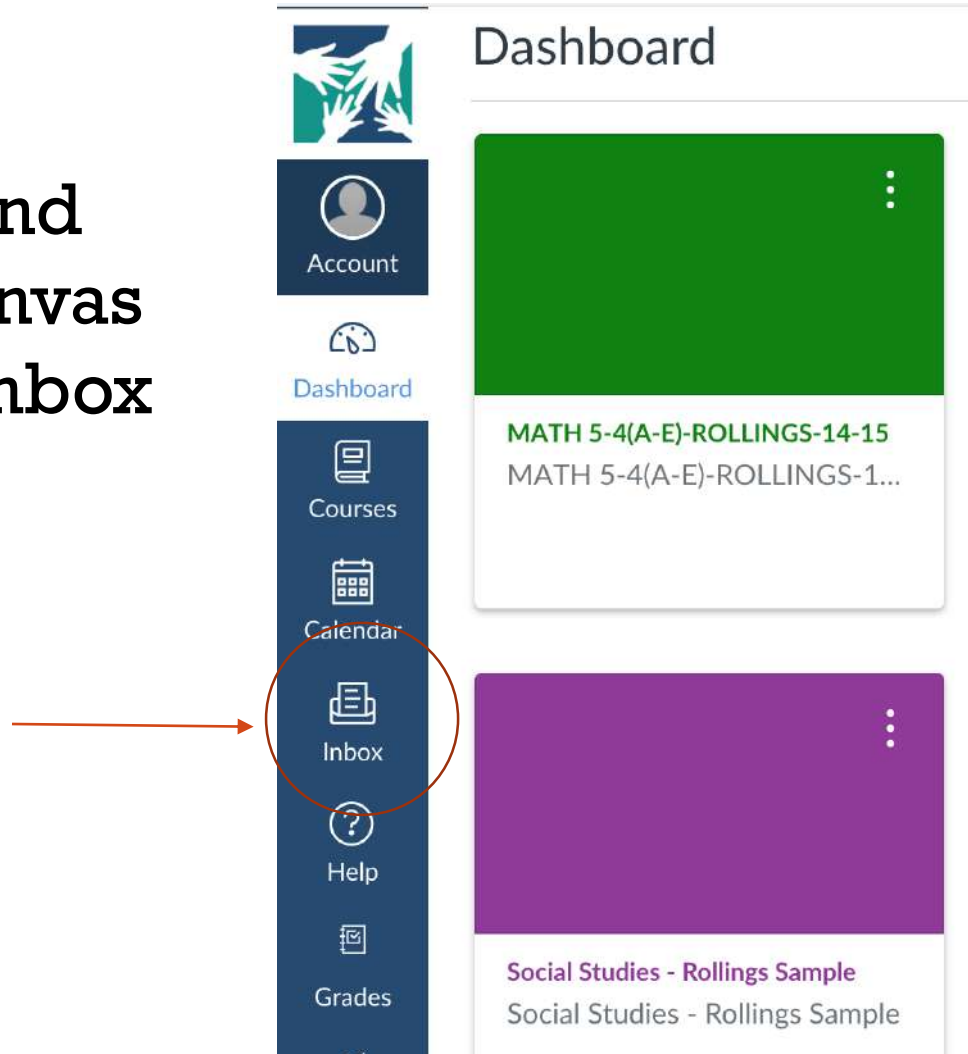 nd
nvas
nbox
Dashboard
Account
Dashboard
Courses
Calendar
Inbox
Help
Grades
MATH 5-4(A-E)-ROLLINGS-14-15
MATH 5-4(A-E)-ROLLINGS-1...
Social Studies - Rollings Sample
Social Studies - Rollings Sample